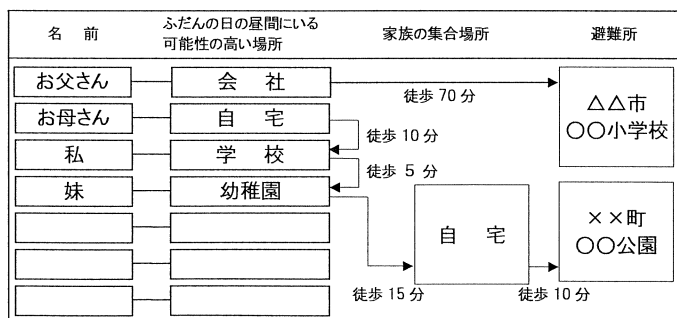 名 前
ふだんの日の昼間にいる
可能性の高い場所
家族の集合場所
避難所
お父さん
会 社
徒歩 70 分
△△市
○○小学校
お母さん
自 宅
徒歩 10 分
私
学 校
徒歩 5 分
妹
幼稚園
自 宅
××町
○○公園
徒歩 15 分
徒歩 10 分